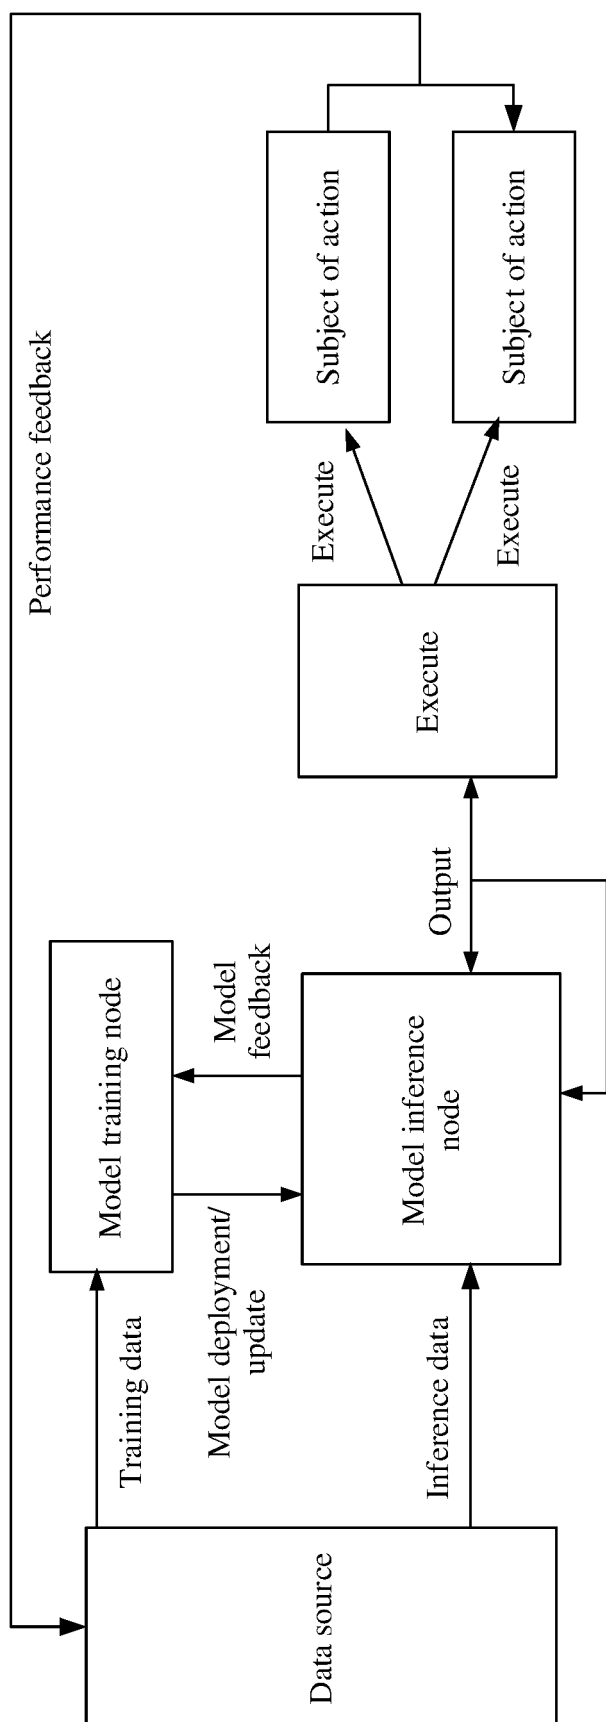 Performance feedback
Data source
Training data
Inference data
Model training node
Model deployment/
update
Model
feedback
Model inference
node
Output
Execute
Execute
Execute
Subject of action
Subject of action